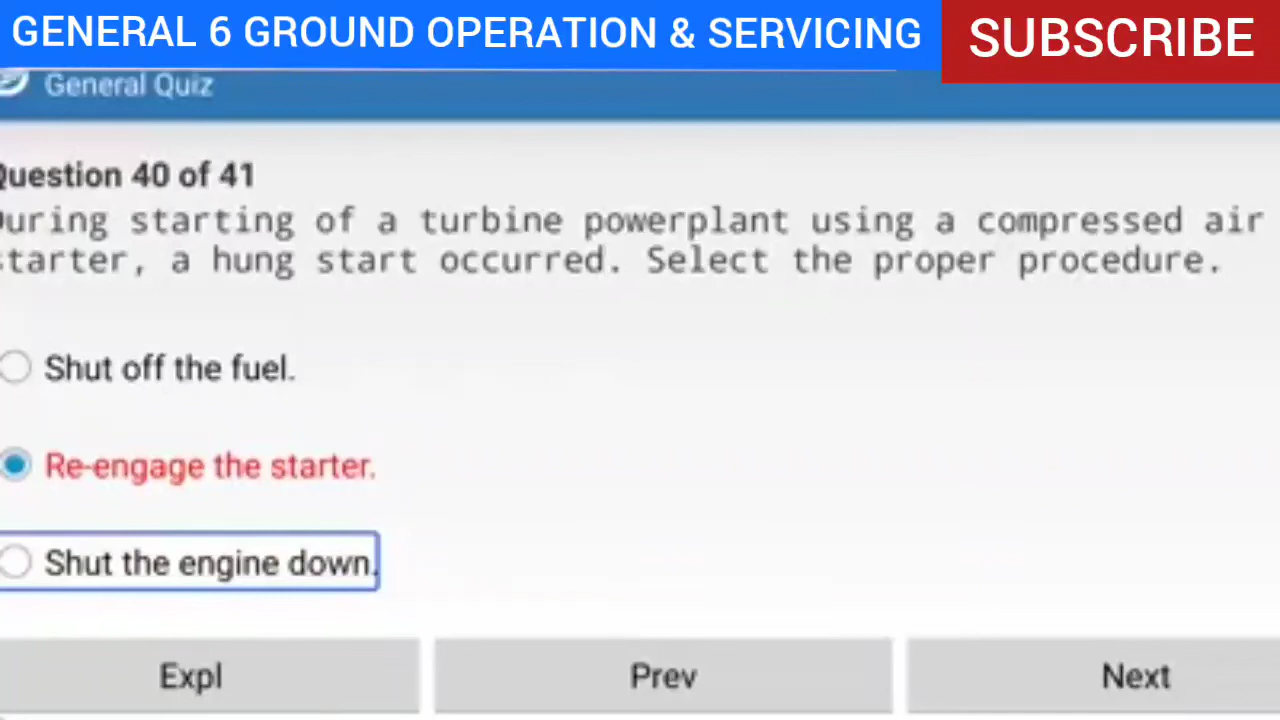 GENERAL 6 GROUND OPERATION & SERVICING
SUBSCRIBE
General Quiz
Question 40 of 41
uring starting of a turbine powerplant using a compressed air
tarter, a hung start occurred. Select the proper procedure.
Shut off the fuel.
Re-engage the starter.
Shut the engine down.
Expl
Prev
Next